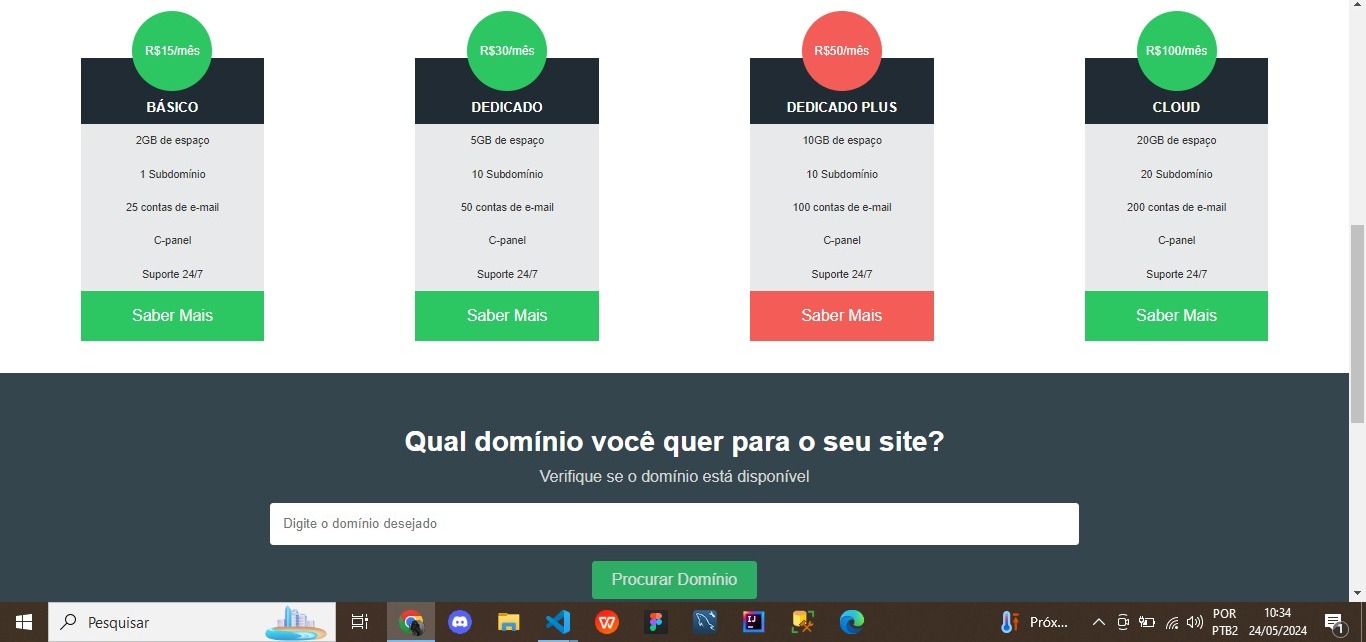 R$15/mês
BÁSICO
2GB de espaço
1 Subdomínio
25 contas de e-mail
C-panel
Suporte 24/7
Saber Mais
R$30/mês
DEDICADO
5GB de espaço
10 Subdomínio
50 contas de e-mail
C-panel
Suporte 24/7
Saber Mais
R$50/mês
DEDICADO PLUS
10GB de espaço
10 Subdomínio
100 contas de e-mail
C-panel
Suporte 24/7
Saber Mais
R$100/mês
CLOUD
20GB de espaço
20 Subdomínio
200 contas de e-mail
C-panel
Suporte 24/7
Saber Mais
Qual domínio você quer para o seu site?
Verifique se o domínio está disponível
Digite o domínio desejado
Procurar Domínio
Pesquisar
Próx...
POR
PTB2
10:34
24/05/2024
1